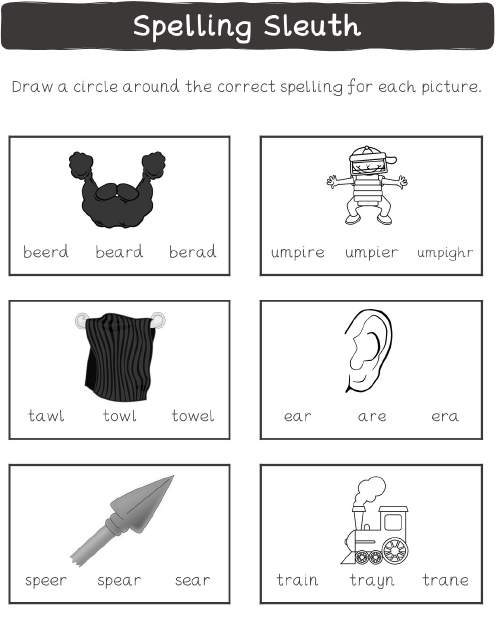 Spelling Sleuth
Draw a circle around the correct spelling for each picture.
beerd beard berad
umpire umpier umpighr
tawl towl towel
ear are era
speer spear sear
train trayn trane